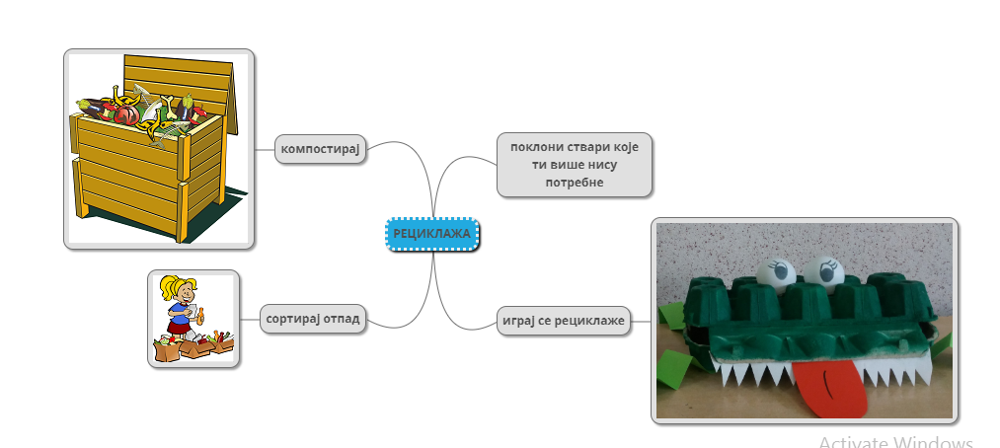 компостирај
поклони ствари које
ти више нису
потребне
РЕЦИКЛАЖА
сортирај отпад
играј се рециклаже
Activate Windows